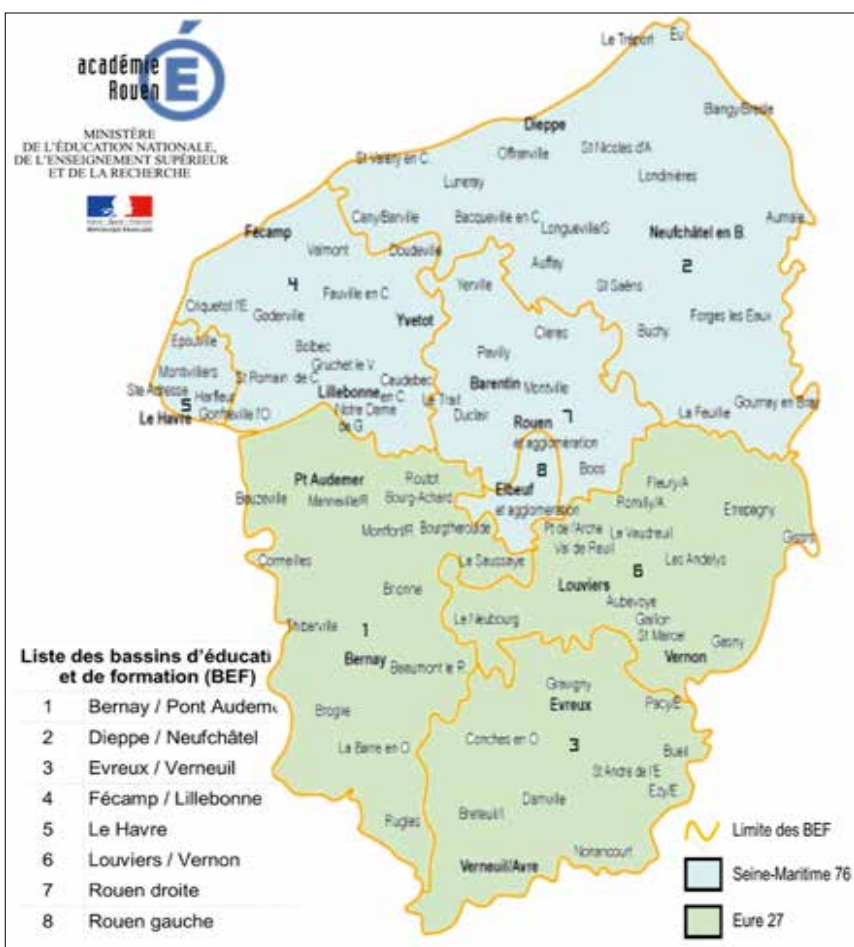 académie
Rouen
É
MINISTÈRE
DE L'ÉDUCATION NATIONALE,
DE L'ENSEIGNEMENT SUPÉRIEUR
ET DE LA RECHERCHE
Le Tréport
Eu
Blangy/Bresle
Dieppe
Offranville
St Nicolas d'A
St Valéry en C.
Luneray
Londinières
Cany/Barville
Bacqueville en C.
Longueville/S
Neufchâtel en B.
Aumale
Fécamp
Valmont
Doudeville
Auffay
2
4
Yerville
St Saëns
Fauville en C
Criquetot l'E
Goderville
Yvetot
Forges les Eaux
Clères
Buchy
Epouville
Bolbec
Pavilly
Montivilliers
Gruchet le V.
St Romain de C.
Caudebec
en C.
Barentin
Montville
Ste Adresse
Harfleur
5
Lillebonne
Le Trait
Le Havre
Gonfreville l'O.
Notre Dame
de G.
Duclair
Rouen
et agglomération
7
La Feuille
Gournay en Bray
8
Boos
Pt Audemer
Routot
Elbeuf
et agglomération
Fleury/A
Beuzeville
Manneville/R
Bourg-Achard
Romilly/A.
Etrepagny
Montfort/R
Bourgheroulde
Pt de l'Arche
Le Vaudreuil
Gisors
Val de Reuil
Cormeilles
La Saussaye
Les Andelys
6
Brionne
Louviers
Aubevoye
Le Neubourg
Gaillon
St Marcel
Gasny
Thiberville
1
Bernay
Beaumont le R.
Vernon
Gravigny
Evreux
Pacy/E
Broglie
Conches en O
3
Bueil
La Barre en O
St André de l'E
Ezy/E.
Damville
Breteuil/I
Rugles
Nonancourt
Verneuil/Avre
Liste des bassins d'éducati
et de formation (BEF)
1 Bernay / Pont Audeme
2 Dieppe / Neufchâtel
3 Evreux / Verneuil
4 Fécamp / Lillebonne
5 Le Havre
6 Louviers / Vernon
7 Rouen droite
8 Rouen gauche
Limite des BEF
Seine-Maritime 76
Eure 27